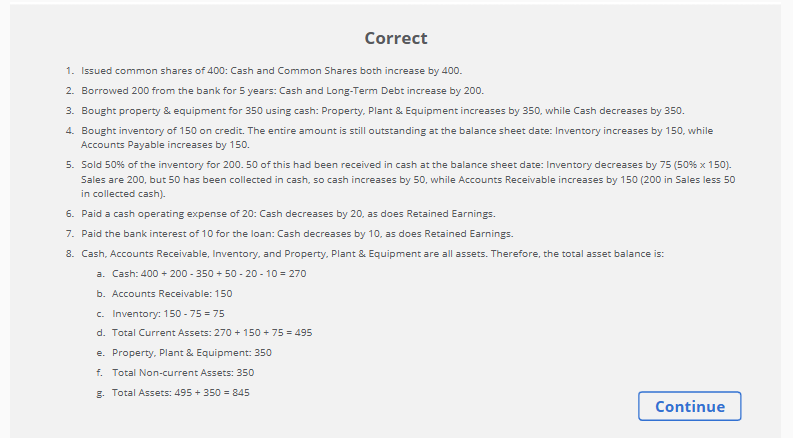 Correct
1. Issued common shares of 400: Cash and Common Shares both increase by 400.
2. Borrowed 200 from the bank for 5 years: Cash and Long-Term Debt increase by 200.
3. Bought property & equipment for 350 using cash: Property, Plant & Equipment increases by 350, while Cash decreases by 350.
4. Bought inventory of 150 on credit. The entire amount is still outstanding at the balance sheet date: Inventory increases by 150, while
Accounts Payable increases by 150.
5. Sold 50% of the inventory for 200. 50 of this had been received in cash at the balance sheet date: Inventory decreases by 75 (50% x 150).
Sales are 200, but 50 has been collected in cash, so cash increases by 50, while Accounts Receivable increases by 150 (200 in Sales less 50
in collected cash).
6. Paid a cash operating expense of 20: Cash decreases by 20, as does Retained Earnings.
7. Paid the bank interest of 10 for the loan: Cash decreases by 10, as does Retained Earnings.
8. Cash, Accounts Receivable, Inventory, and Property, Plant & Equipment are all assets. Therefore, the total asset balance is:
a. Cash: 400 + 200 - 350 + 50 - 20 - 10 = 270
b. Accounts Receivable: 150
c. Inventory: 150 - 75 = 75
d. Total Current Assets: 270 + 150 + 75 = 495
e. Property, Plant & Equipment: 350
f. Total Non-current Assets: 350
g. Total Assets: 495 + 350 = 845
Continue